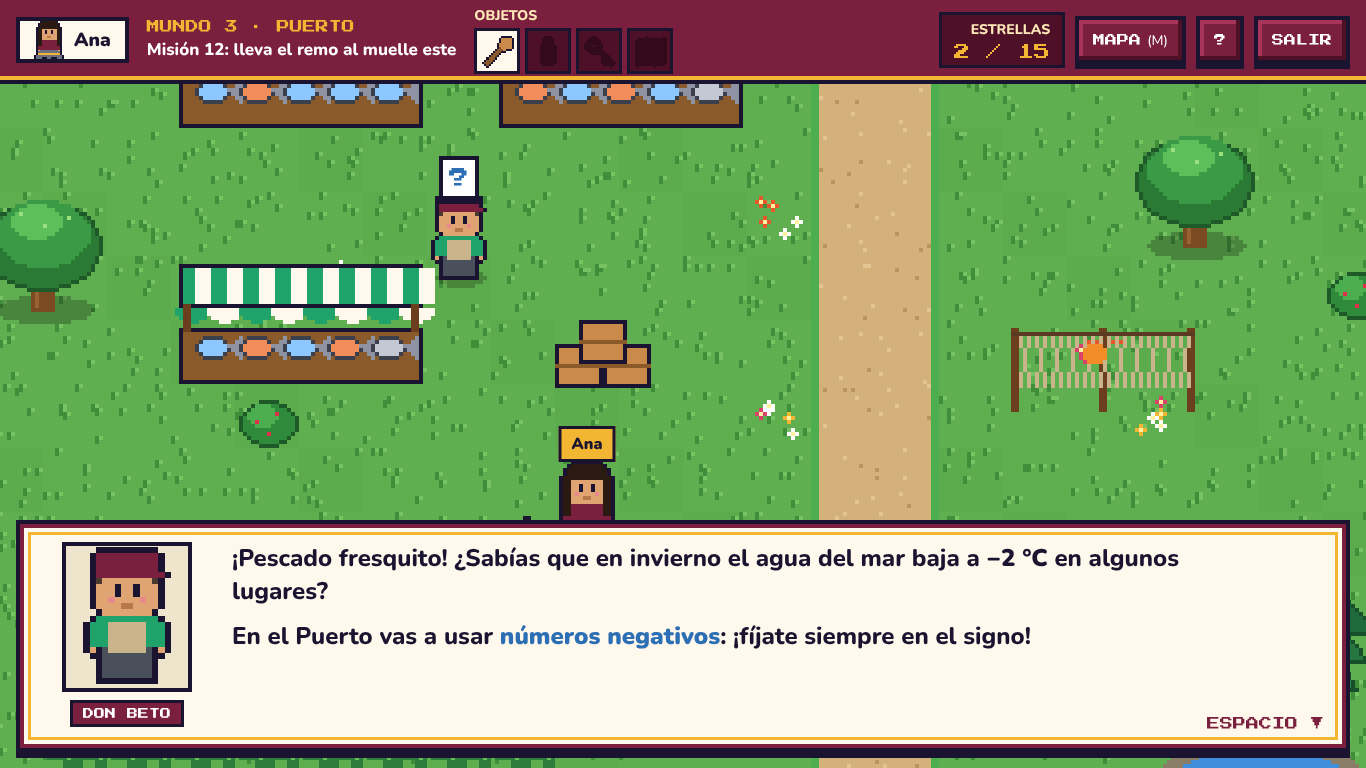 Ana
MUNDO 3 · PUERTO
Misión 12: lleva el remo al muelle este
OBJETOS
ESTRELLAS
2 / 15
MAPA (M)
?
SALIR
?
Ana
¡Pescado fresquito! ¿Sabías que en invierno el agua del mar baja a −2 °C en algunos
lugares?
En el Puerto vas a usar números negativos: ¡fíjate siempre en el signo!
DON BETO
ESPACIO ▼